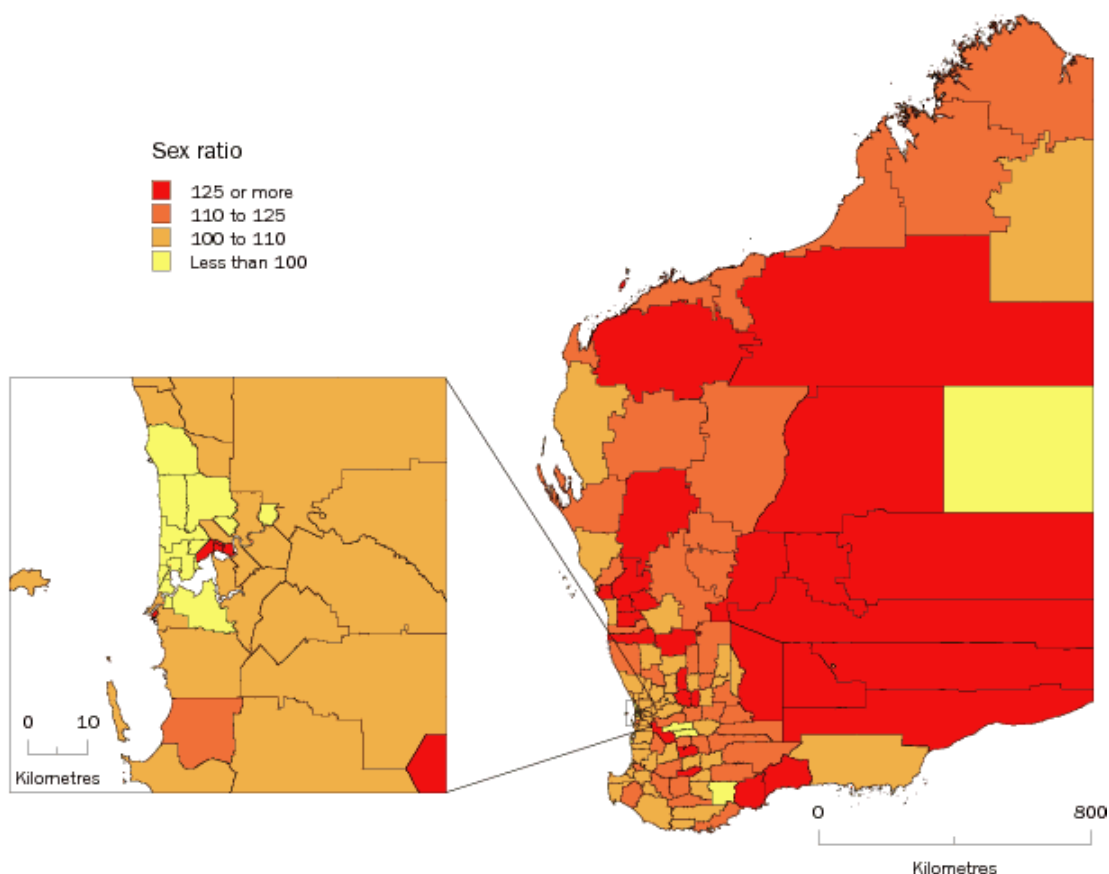 Sex ratio
125 or more
110 to 125
100 to 110
Less than 100
0 10
Kilometres
0 800
Kilometres